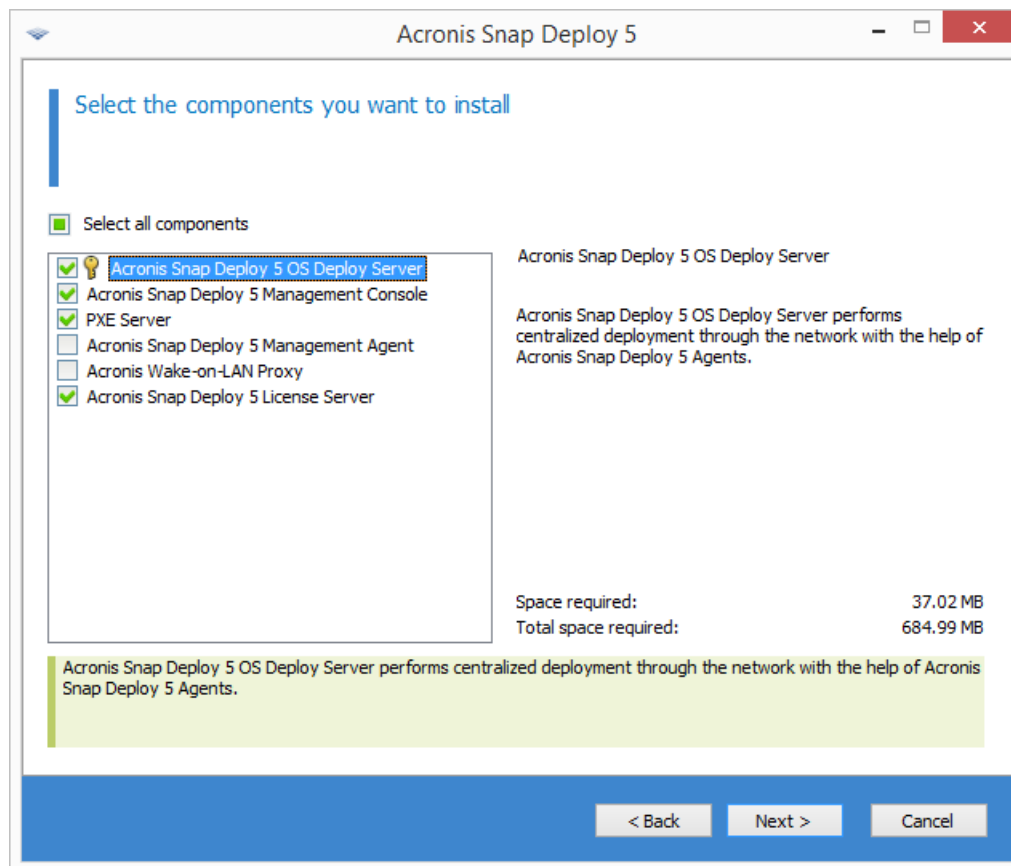 Acronis Snap Deploy 5
Select the components you want to install
Select all components
Acronis Snap Deploy 5 OS Deploy Server
Acronis Snap Deploy 5 Management Console
PXE Server
Acronis Snap Deploy 5 Management Agent
Acronis Wake-on-LAN Proxy
Acronis Snap Deploy 5 License Server
Acronis Snap Deploy 5 OS Deploy Server
Acronis Snap Deploy 5 OS Deploy Server performs
centralized deployment through the network with the help of
Acronis Snap Deploy 5 Agents.
Space required: 37.02 MB
Total space required: 684.99 MB
Acronis Snap Deploy 5 OS Deploy Server performs centralized deployment through the network with the help of Acronis
Snap Deploy 5 Agents.
< Back Next > Cancel